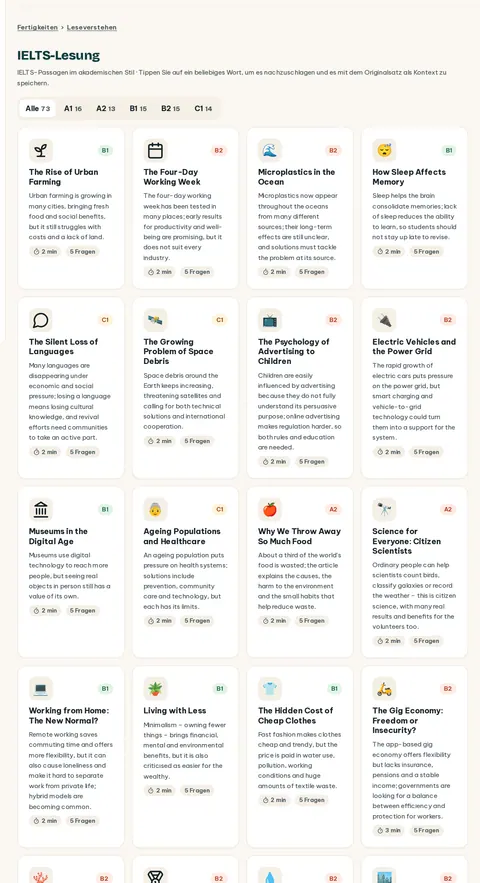 Fertigkeiten › Leseverstehen
IELTS-Lesung
IELTS-Passagen im akademischen Stil · Tippen Sie auf ein beliebiges Wort, um es nachzuschlagen und es mit dem Originalsatz als Kontext zu
speichern.
Alle 73 A1 16 A2 13 B1 15 B2 15 C1 14
B1
The Rise of Urban
Farming
Urban farming is growing in
many cities, bringing fresh
food and social benefits,
but it still struggles with
costs and a lack of land.
2 min 5 Fragen
B2
The Four-Day
Working Week
The four-day working
week has been tested in
many places; early results
for productivity and well-
being are promising, but it
does not suit every
industry.
2 min 5 Fragen
B2
Microplastics in the
Ocean
Microplastics now appear
throughout the oceans
from many different
sources; their long-term
effects are still unclear,
and solutions must tackle
the problem at its source.
2 min 5 Fragen
B1
How Sleep Affects
Memory
Sleep helps the brain
consolidate memories; lack
of sleep reduces the ability
to learn, so students should
not stay up late to revise.
2 min 5 Fragen
C1
The Silent Loss of
Languages
Many languages are
disappearing under
economic and social
pressure; losing a language
means losing cultural
knowledge, and revival
efforts need communities
to take an active part.
2 min 5 Fragen
C1
The Growing
Problem of Space
Debris
Space debris around the
Earth keeps increasing,
threatening satellites and
calling for both technical
solutions and international
cooperation.
2 min 5 Fragen
B2
The Psychology of
Advertising to
Children
Children are easily
influenced by advertising
because they do not fully
understand its persuasive
purpose; online advertising
makes regulation harder, so
both rules and education
are needed.
2 min 5 Fragen
B2
Electric Vehicles and
the Power Grid
The rapid growth of
electric cars puts pressure
on the power grid, but
smart charging and
vehicle-to-grid
technology could turn
them into a support for the
system.
2 min 5 Fragen
B1
Museums in the
Digital Age
Museums use digital
technology to reach more
people, but seeing real
objects in person still has a
value of its own.
2 min 5 Fragen
C1
Ageing Populations
and Healthcare
An ageing population puts
pressure on health systems;
solutions include
prevention, community
care and technology, but
each has its limits.
2 min 5 Fragen
A2
Why We Throw Away
So Much Food
About a third of the world's
food is wasted; the article
explains the causes, the
harm to the environment
and the small habits that
help reduce waste.
2 min 5 Fragen
A2
Science for
Everyone: Citizen
Scientists
Ordinary people can help
scientists count birds,
classify galaxies or record
the weather – this is citizen
science, with many real
results and benefits for the
volunteers too.
2 min 5 Fragen
B1
Working from Home:
The New Normal?
Remote working saves
commuting time and offers
more flexibility, but it can
also cause loneliness and
make it hard to separate
work from private life;
hybrid models are
becoming common.
2 min 5 Fragen
B1
Living with Less
Minimalism – owning fewer
things – brings financial,
mental and environmental
benefits, but it is also
criticised as easier for the
wealthy.
2 min 5 Fragen
B1
The Hidden Cost of
Cheap Clothes
Fast fashion makes clothes
cheap and trendy, but the
price is paid in water use,
pollution, working
conditions and huge
amounts of textile waste.
2 min 5 Fragen
B2
The Gig Economy:
Freedom or
Insecurity?
The app-based gig
economy offers flexibility
but lacks insurance,
pensions and a stable
income; governments are
looking for a balance
between efficiency and
protection for workers.
3 min 5 Fragen
B2
B2
B2
B2